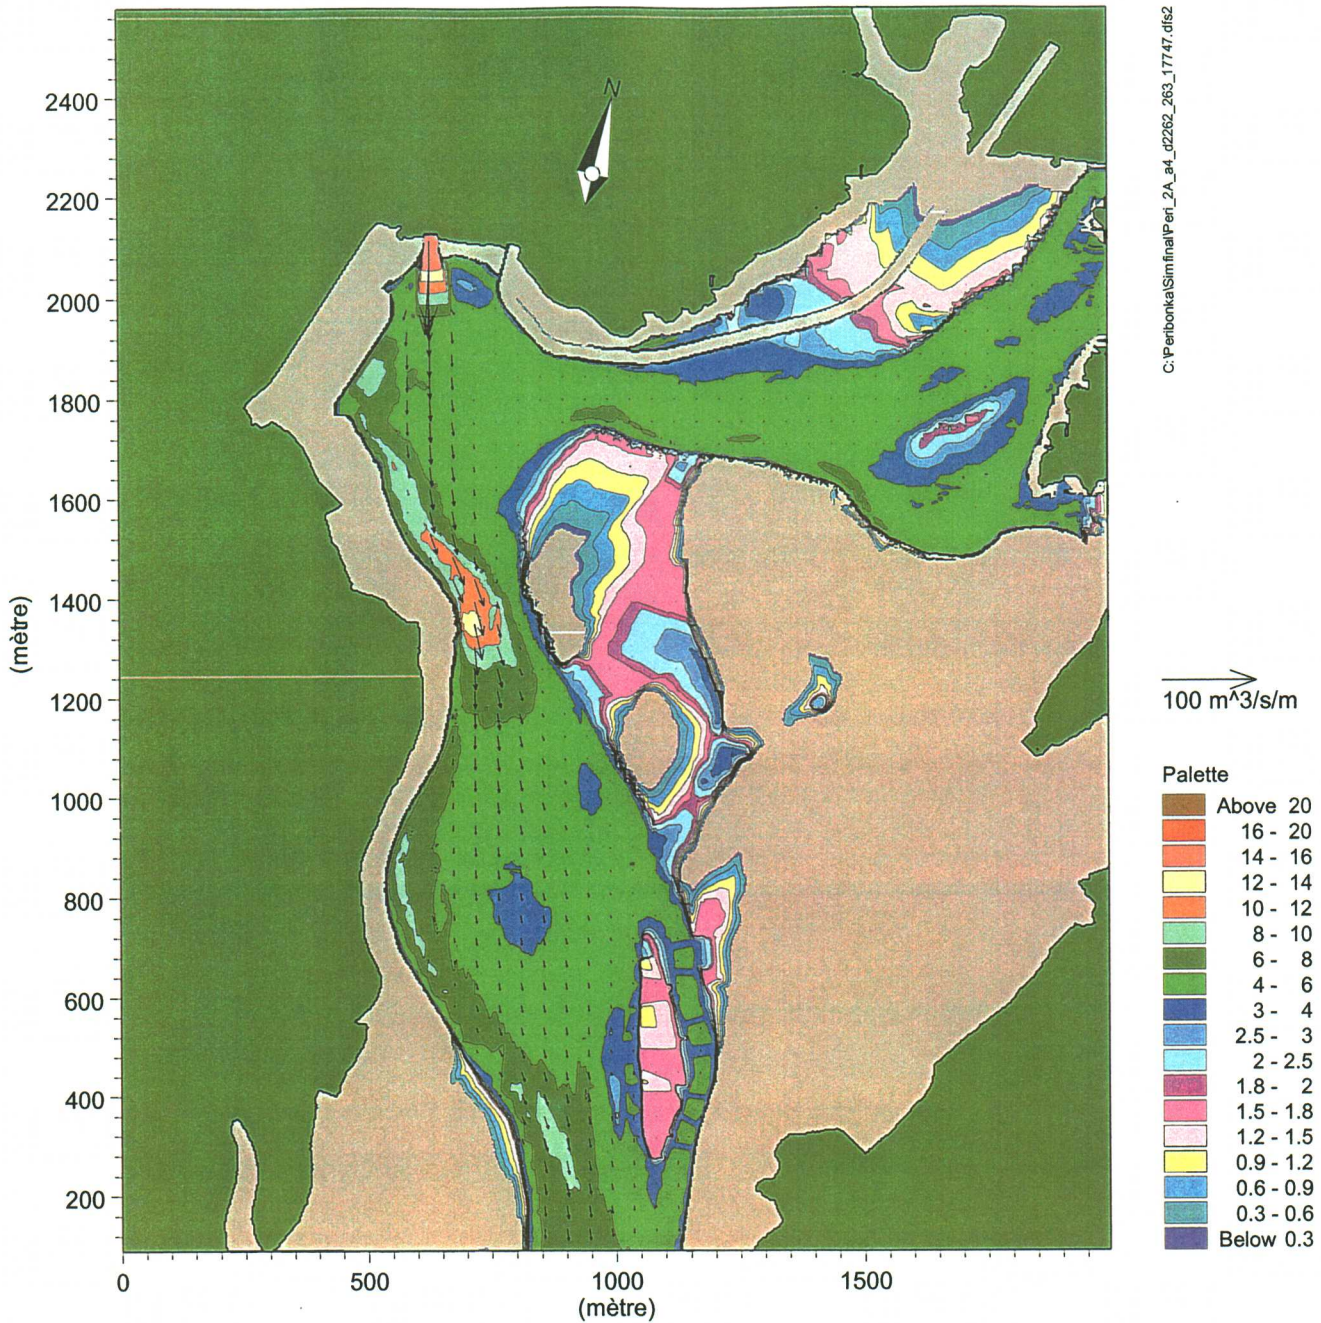 C:\Peribonka\Simfinal\Peri_2A_a4_d2262_263_17747.dfs2
N
2400
2200
2000
1800
1600
1400
1200
1000
800
600
400
200
(mètre)
0 500 1000 1500
(mètre)
100 m^3/s/m
Palette
Above 20
16 - 20
14 - 16
12 - 14
10 - 12
8 - 10
6 - 8
4 - 6
3 - 4
2.5 - 3
2 - 2.5
1.8 - 2
1.5 - 1.8
1.2 - 1.5
0.9 - 1.2
0.6 - 0.9
0.3 - 0.6
Below 0.3